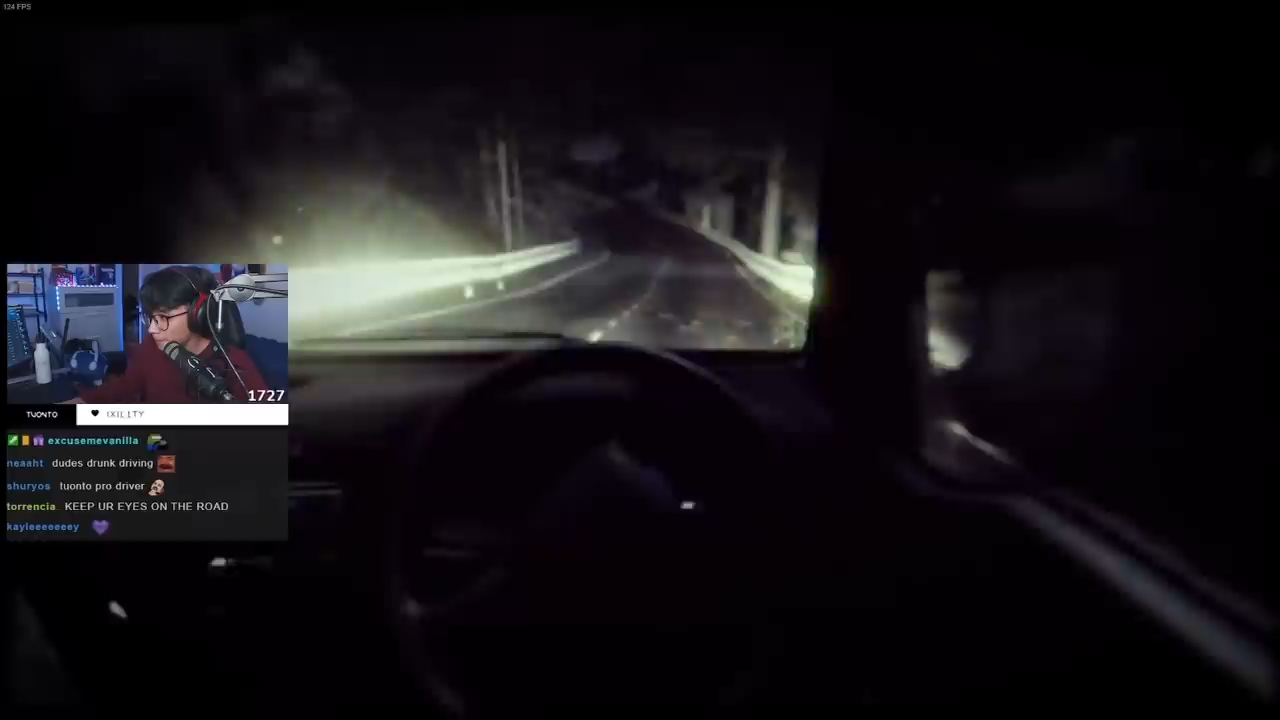 124 FPS
1727
TUONTO
IXILITY
excusemevanilla
neaaht dudes drunk driving
shuryos tuonto pro driver
torrencia KEEP UR EYES ON THE ROAD
kayleeeeeeey